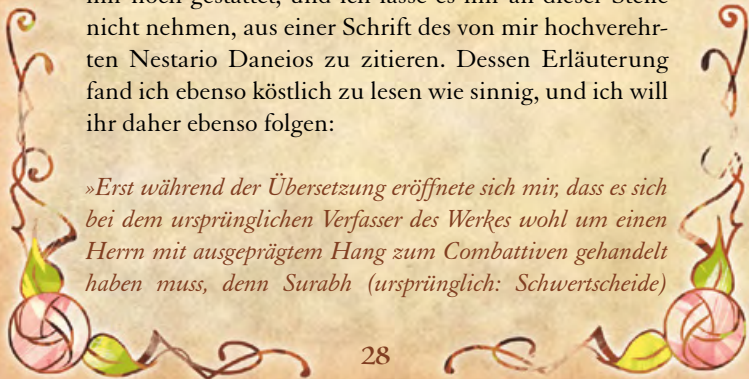 mir noch gestattet, und ich lasse es mir an dieser Stelle
nicht nehmen, aus einer Schrift des von mir hochverehr-
ten Nestario Daneios zu zitieren. Dessen Erläuterung
fand ich ebenso köstlich zu lesen wie sinnig, und ich will
ihr daher ebenso folgen:
»Erst während der Übersetzung eröffnete sich mir, dass es sich
bei dem ursprünglichen Verfasser des Werkes wohl um einen
Herrn mit ausgeprägtem Hang zum Combattiven gehandelt
haben muss, denn Surabh (ursprünglich: Schwertscheide)
28